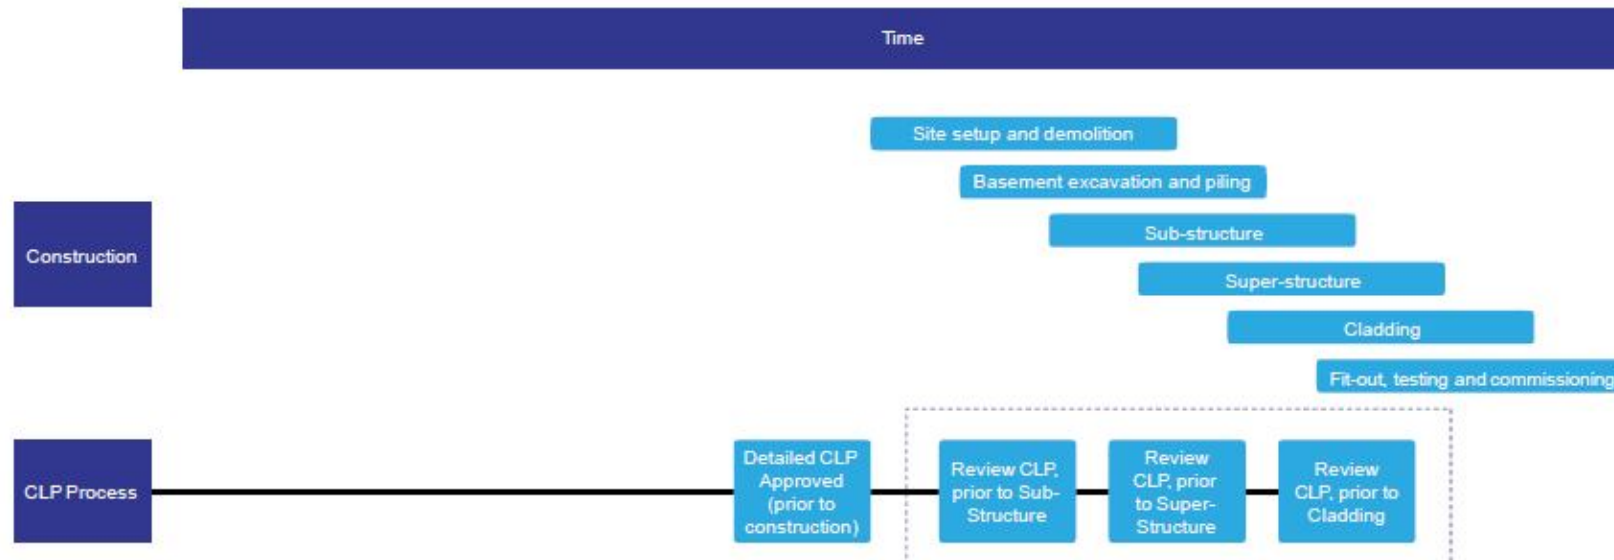 Time
Site setup and demolition
Basement excavation and piling
Construction
Sub-structure
Super-structure
Cladding
Fit-out, testing and commissioning
CLP Process
Detailed CLP
Approved
(prior to
construction)
Review CLP,
prior to Sub-
Structure
Review
CLP, prior
to Super-
Structure
Review
CLP, prior to
Cladding